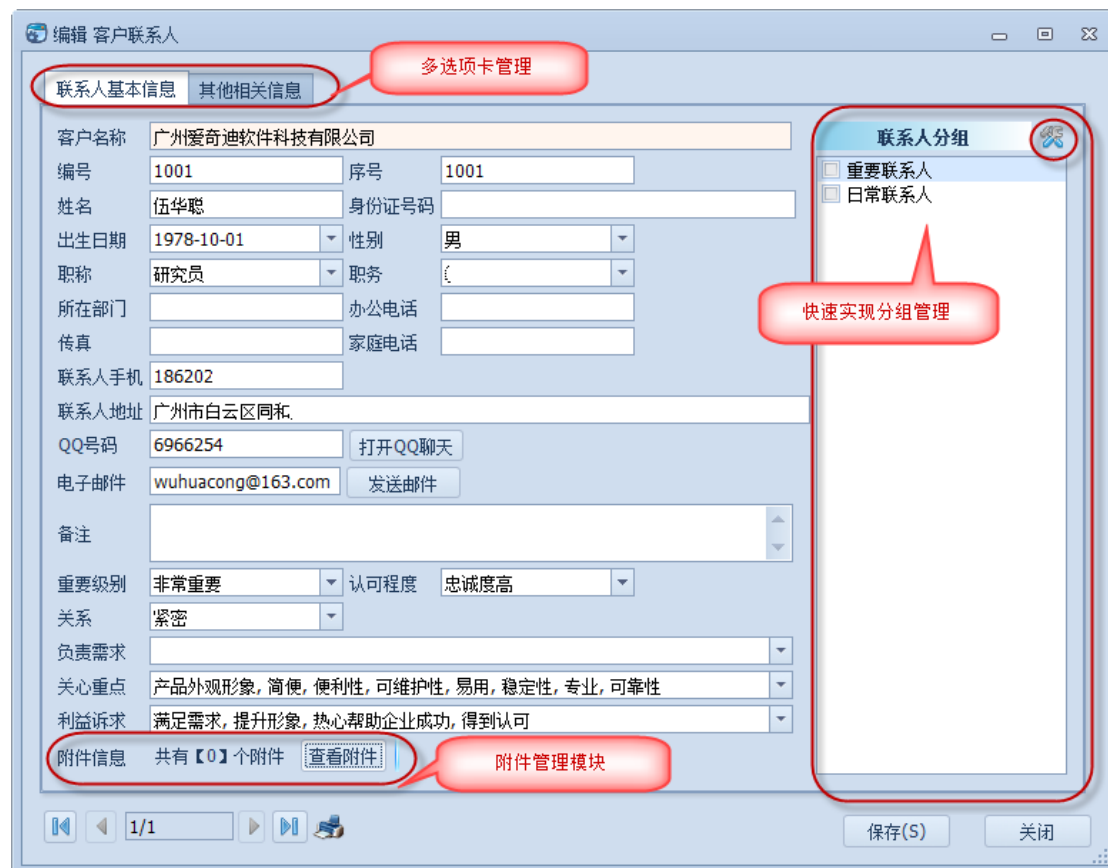 编辑 客户联系人
多选项卡管理
联系人基本信息 其他相关信息
客户名称 广州爱奇迪软件科技有限公司
联系人分组
编号 1001 序号 1001
重要联系人
姓名 伍华聪 身份证号码
日常联系人
出生日期 1978-10-01 性别 男
职称 研究员 职务
所在部门 办公电话
快速实现分组管理
传真 家庭电话
联系人手机 186202
联系人地址 广州市白云区同和
QQ号码 6966254 打开QQ聊天
电子邮件 wuhuacong@163.com 发送邮件
备注
重要级别 非常重要 认可程度 忠诚度高
关系 紧密
负责需求
关心重点 产品外观形象, 简便, 便利性, 可维护性, 易用, 稳定性, 专业, 可靠性
利益诉求 满足需求, 提升形象, 热心帮助企业成功, 得到认可
附件信息 共有【0】个附件 查看附件
附件管理模块
1/1
保存(S) 关闭